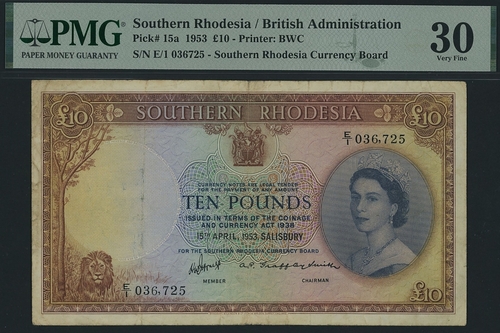 PMG
PAPER MONEY GUARANTY
Southern Rhodesia / British Administration
Pick# 15a 1953 £10 - Printer: BWC
S/N E/1 036725 - Southern Rhodesia Currency Board
30
Very Fine
£10 SOUTHERN RHODESIA £10
E/1 036,725
CURRENCY NOTES ARE LEGAL TENDER
FOR THE PAYMENT OF ANY AMOUNT
TEN POUNDS
ISSUED IN TERMS OF THE COINAGE
AND CURRENCY ACT 1938
15TH APRIL, 1953, SALISBURY
FOR THE SOUTHERN RHODESIA CURRENCY BOARD
E/1 036,725
MEMBER
CHAIRMAN
£10